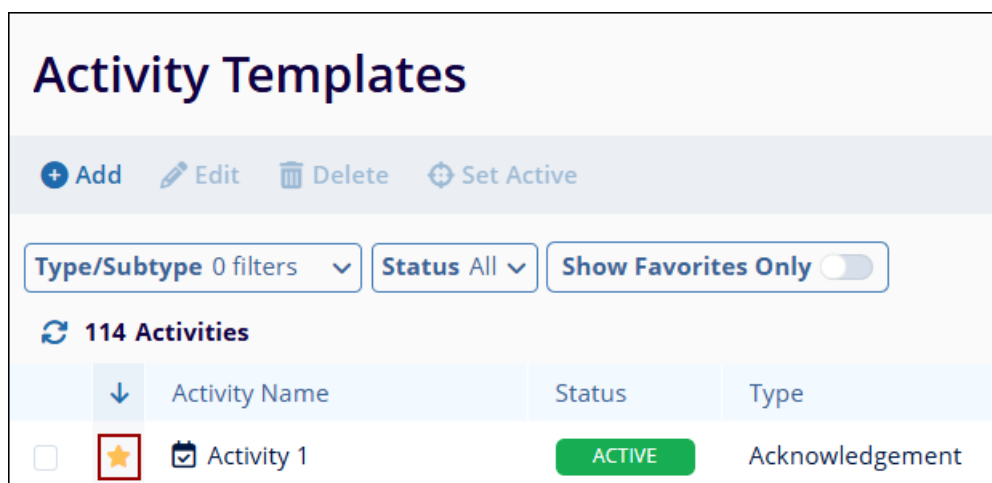 Activity Templates
Add Edit Delete Set Active
Type/Subtype 0 filters Status All Show Favorites Only
114 Activities
Activity Name Status Type
Activity 1 ACTIVE Acknowledgement